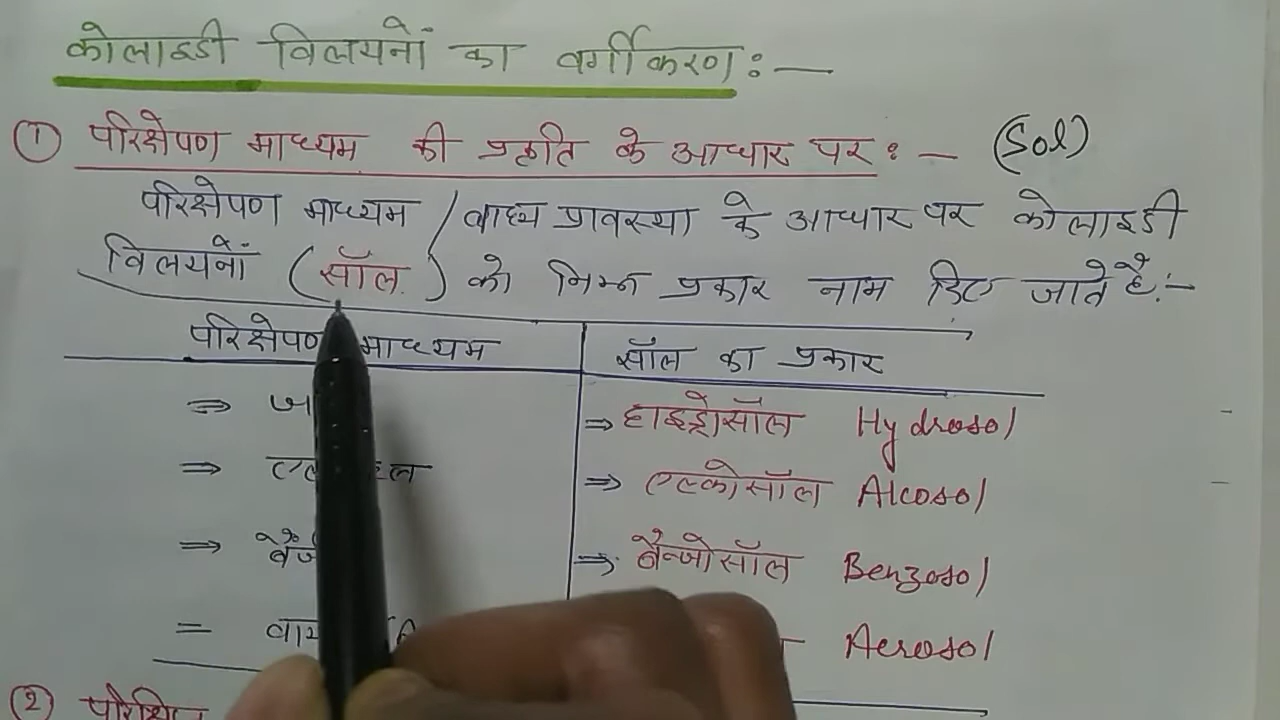 कोलाइडी विलयनों का वर्गीकरण:—
① परिक्षेपण माध्यम की प्रकृति के आधार पर:— (Sol)
परिक्षेपण माध्यम / वाह्य प्रावस्था के आधार पर कोलाइडी
विलयनों (सॉल) को निम्न प्रकार नाम दिए जाते है:—
परिक्षेपण माध्यम सॉल का प्रकार
⇒ ⇒ हाइड्रोसॉल Hydrosol
⇒ ⇒ एल्कोसॉल Alcosol
⇒ ⇒ बैन्जोसॉल Benzosol
= Aerosol
②